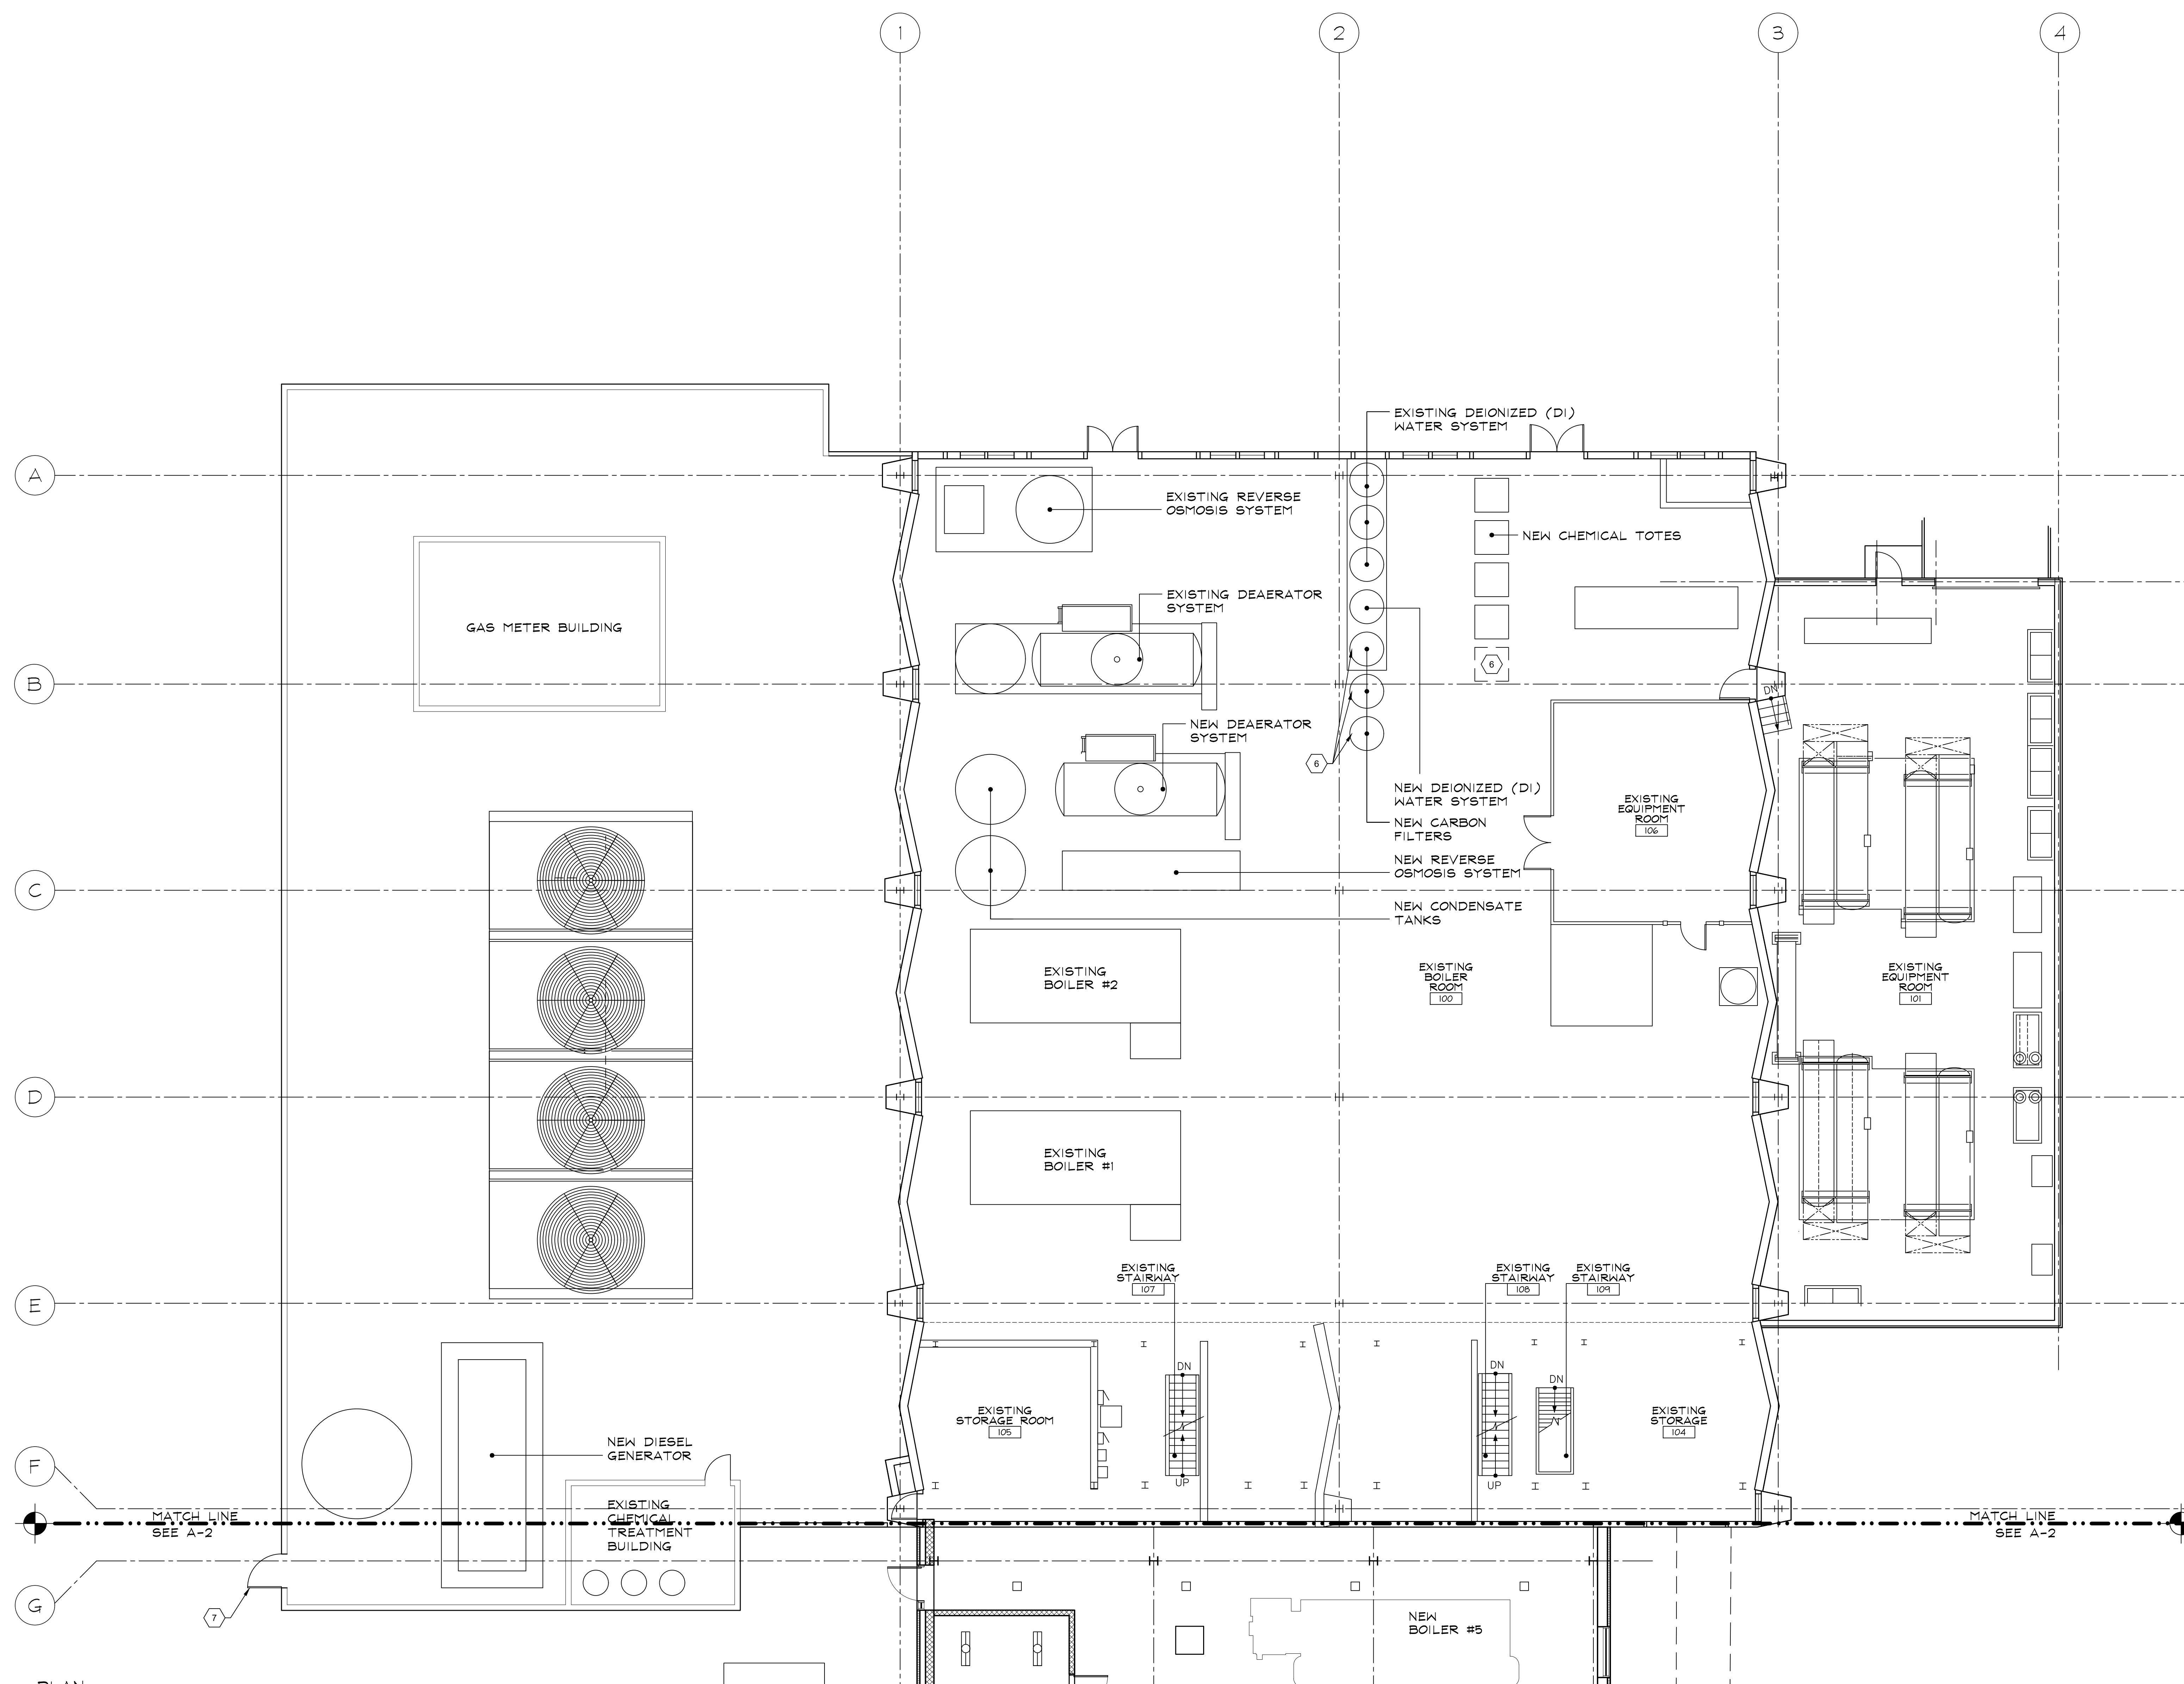 1
2
3
4
EXISTING DEIONIZED (DI)
WATER SYSTEM
A
EXISTING REVERSE
OSMOSIS SYSTEM
NEW CHEMICAL TOTES
EXISTING DEAERATOR
SYSTEM
GAS METER BUILDING
6
B
DN
NEW DEAERATOR
SYSTEM
6
NEW DEIONIZED (DI)
WATER SYSTEM
EXISTING
EQUIPMENT
ROOM
106
NEW CARBON
FILTERS
NEW REVERSE
OSMOSIS SYSTEM
C
NEW CONDENSATE
TANKS
EXISTING
BOILER #2
EXISTING
BOILER
ROOM
100
EXISTING
EQUIPMENT
ROOM
101
D
EXISTING
BOILER #1
EXISTING
STAIRWAY
107
EXISTING
STAIRWAY
108
EXISTING
STAIRWAY
109
E
DN
DN
DN
EXISTING
STORAGE ROOM
105
EXISTING
STORAGE
104
NEW DIESEL
GENERATOR
F
UP
UP
EXISTING
CHEMICAL
TREATMENT
BUILDING
MATCH LINE
SEE A-2
MATCH LINE
SEE A-2
G
7
NEW
BOILER #5
PLAN